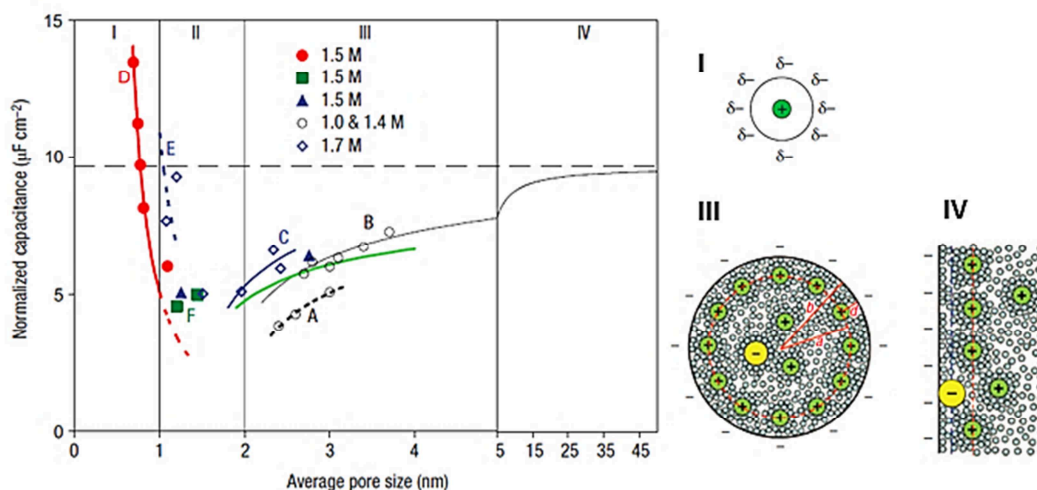 15
I
II
III
IV
1.5 M
1.5 M
1.5 M
1.0 & 1.4 M
1.7 M
D
10
E
B
C
5
F
A
0
0
1
2
3
4
5
15
25
35
45
Normalized capacitance (μF cm⁻²)
Average pore size (nm)
I
δ– δ– δ–
δ– + δ–
δ– δ–
δ–
III
b
d
a
IV